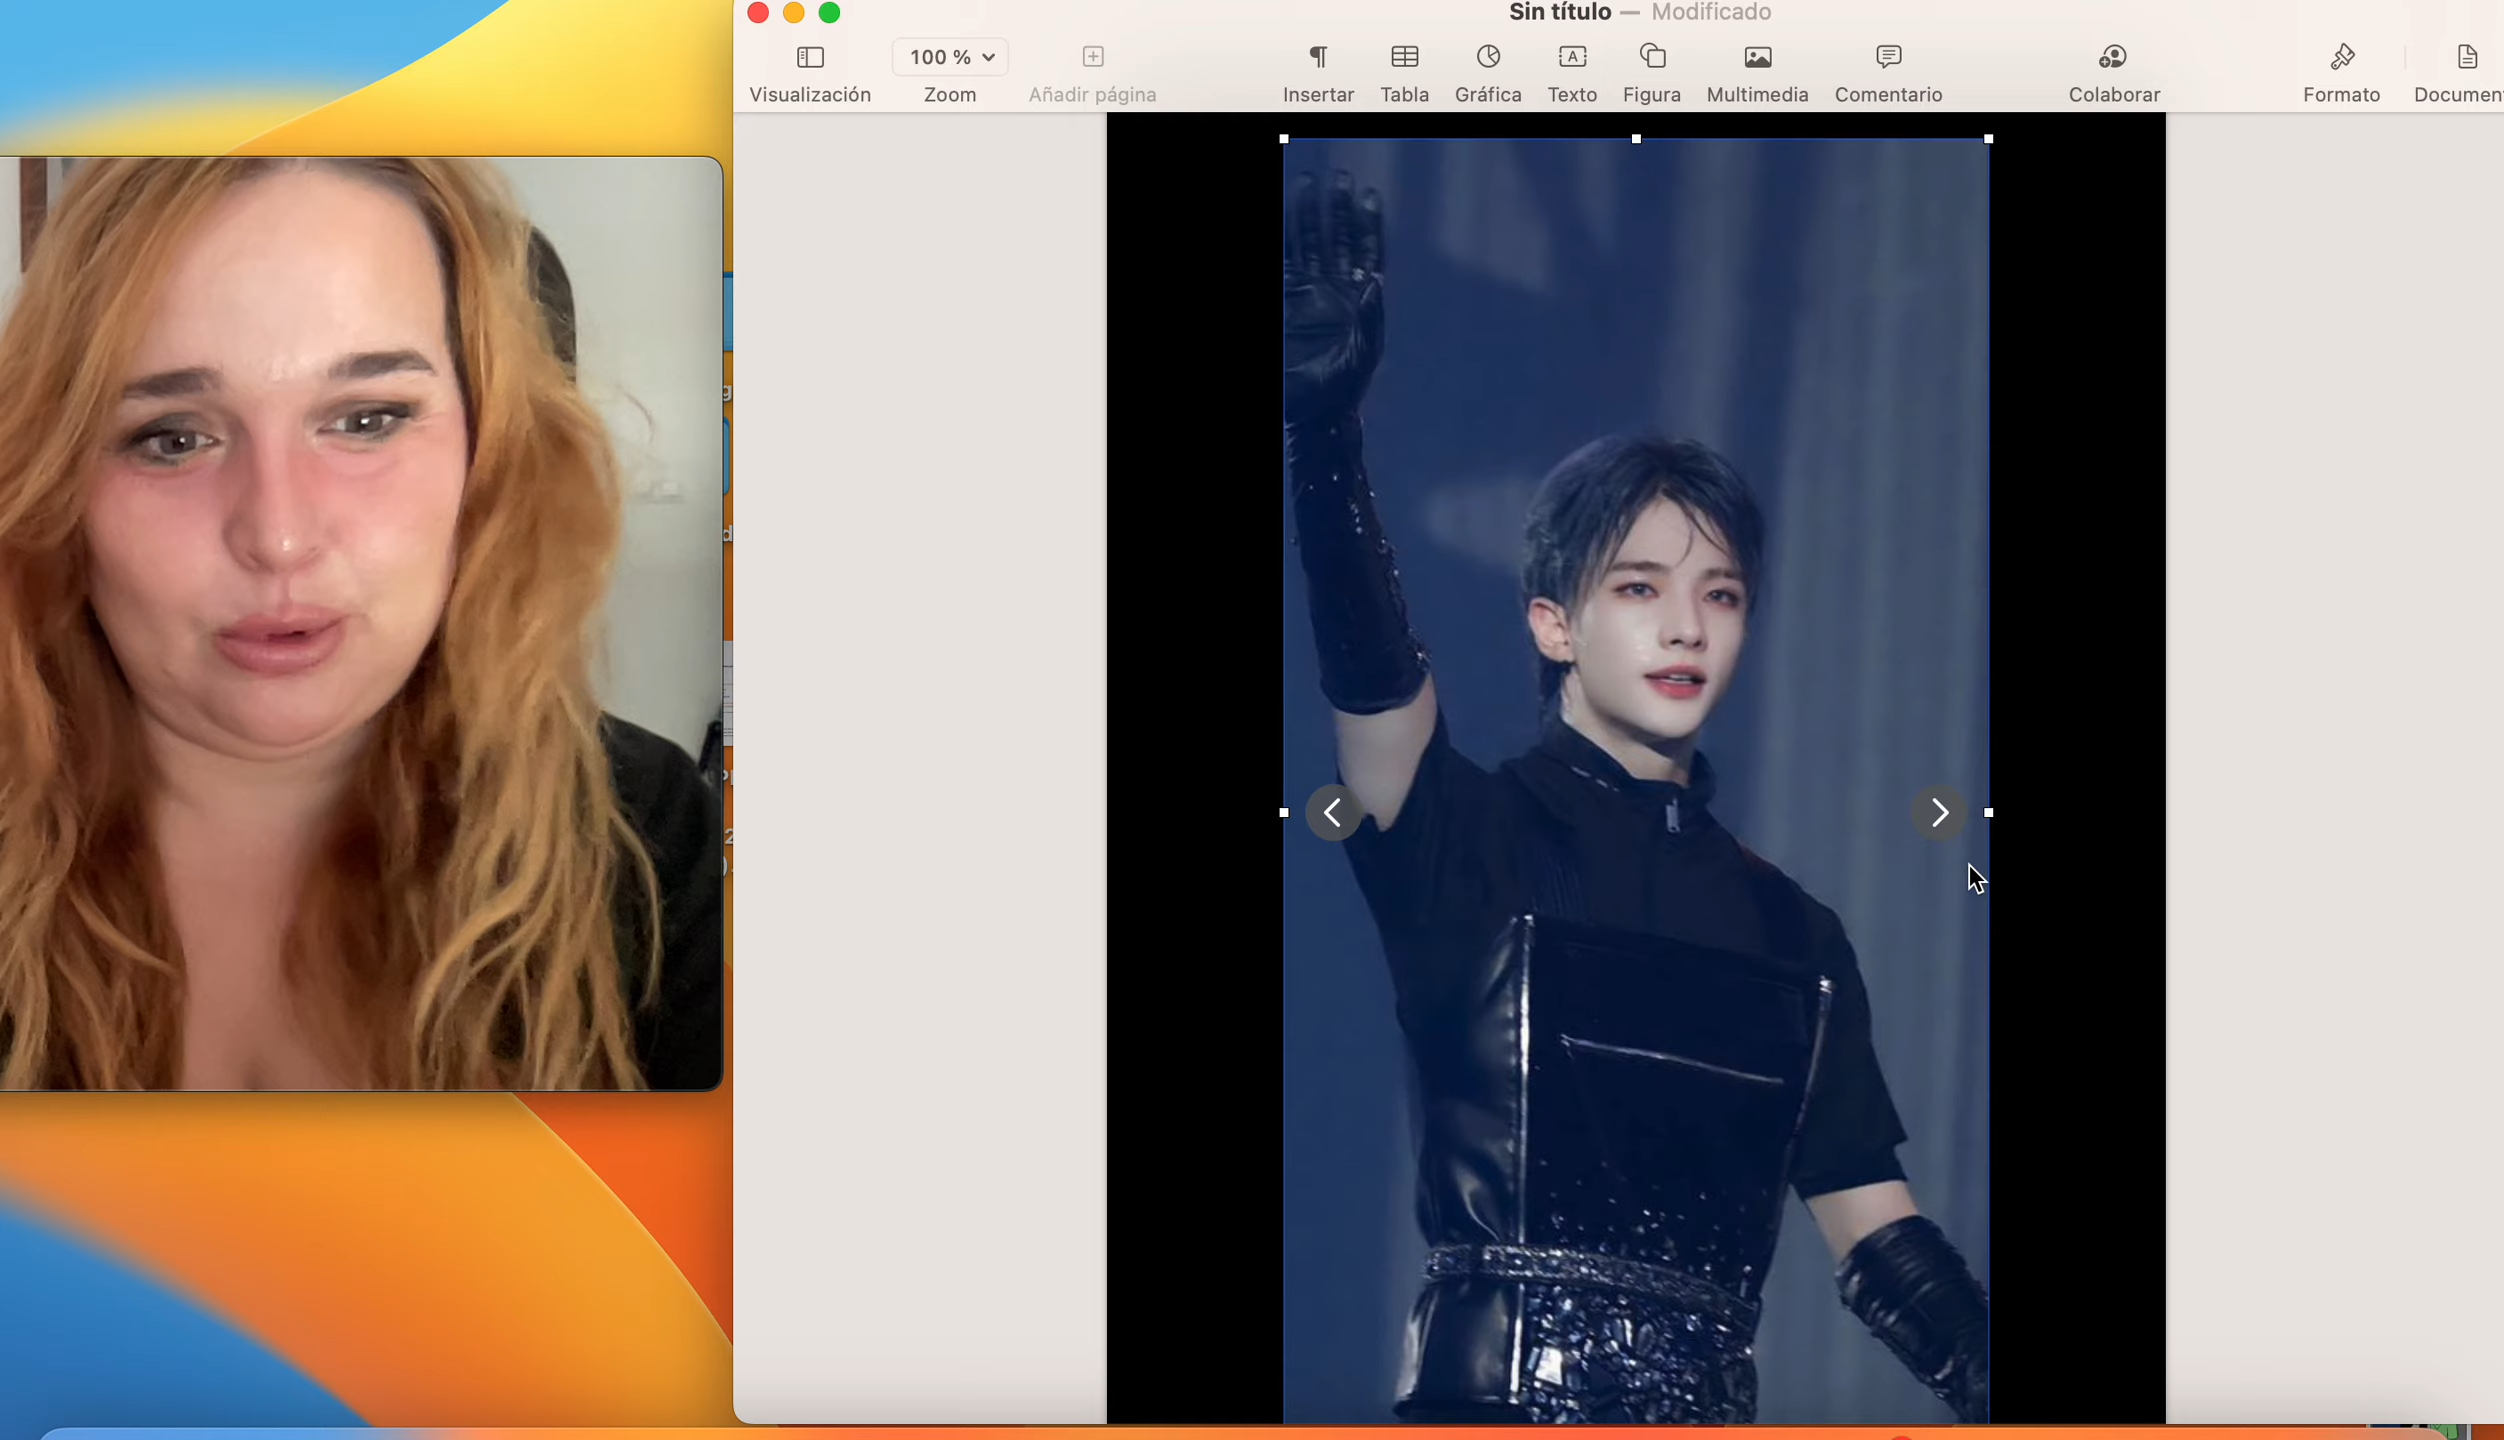 Sin título — Modificado
100 %
Visualización Zoom Añadir página Insertar Tabla Gráfica Texto Figura Multimedia Comentario Colaborar Formato Documen